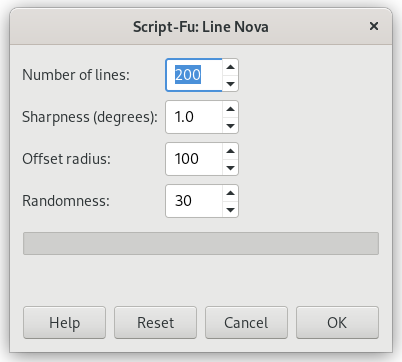 Script-Fu: Line Nova
Number of lines: 200
Sharpness (degrees): 1.0
Offset radius: 100
Randomness: 30
Help Reset Cancel OK